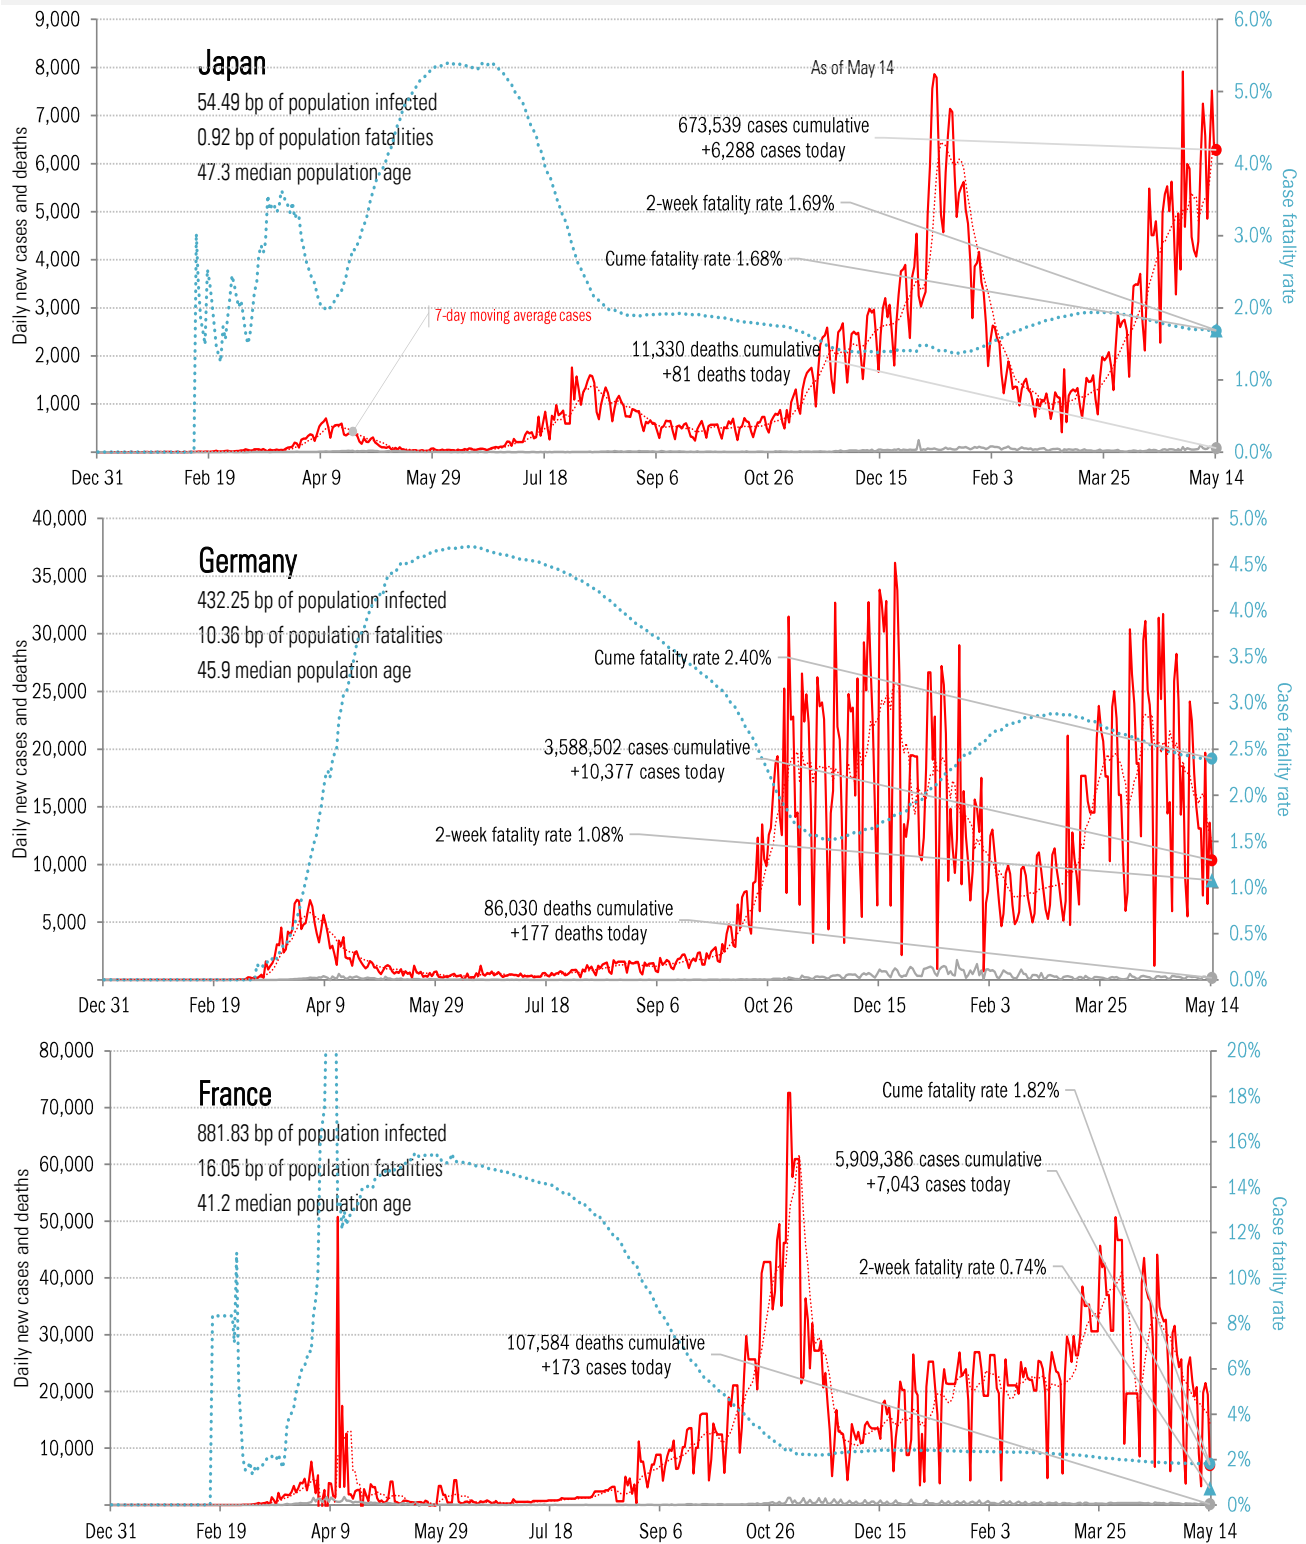 9,000
8,000
7,000
6,000
5,000
4,000
3,000
2,000
1,000
Daily new cases and deaths
Japan
54.49 bp of population infected
0.92 bp of population fatalities
47.3 median population age
As of May 14
673,539 cases cumulative
+6,288 cases today
2-week fatality rate 1.69%
Cume fatality rate 1.68%
7-day moving average cases
11,330 deaths cumulative
+81 deaths today
6.0%
5.0%
4.0%
3.0%
2.0%
1.0%
0.0%
Case fatality rate
Dec 31 Feb 19 Apr 9 May 29 Jul 18 Sep 6 Oct 26 Dec 15 Feb 3 Mar 25 May 14
40,000
35,000
30,000
25,000
20,000
15,000
10,000
5,000
Daily new cases and deaths
Germany
432.25 bp of population infected
10.36 bp of population fatalities
45.9 median population age
Cume fatality rate 2.40%
3,588,502 cases cumulative
+10,377 cases today
2-week fatality rate 1.08%
86,030 deaths cumulative
+177 deaths today
5.0%
4.5%
4.0%
3.5%
3.0%
2.5%
2.0%
1.5%
1.0%
0.5%
0.0%
Case fatality rate
Dec 31 Feb 19 Apr 9 May 29 Jul 18 Sep 6 Oct 26 Dec 15 Feb 3 Mar 25 May 14
80,000
70,000
60,000
50,000
40,000
30,000
20,000
10,000
Daily new cases and deaths
France
881.83 bp of population infected
16.05 bp of population fatalities
41.2 median population age
Cume fatality rate 1.82%
5,909,386 cases cumulative
+7,043 cases today
2-week fatality rate 0.74%
107,584 deaths cumulative
+173 cases today
20%
18%
16%
14%
12%
10%
8%
6%
4%
2%
0%
Case fatality rate
Dec 31 Feb 19 Apr 9 May 29 Jul 18 Sep 6 Oct 26 Dec 15 Feb 3 Mar 25 May 14